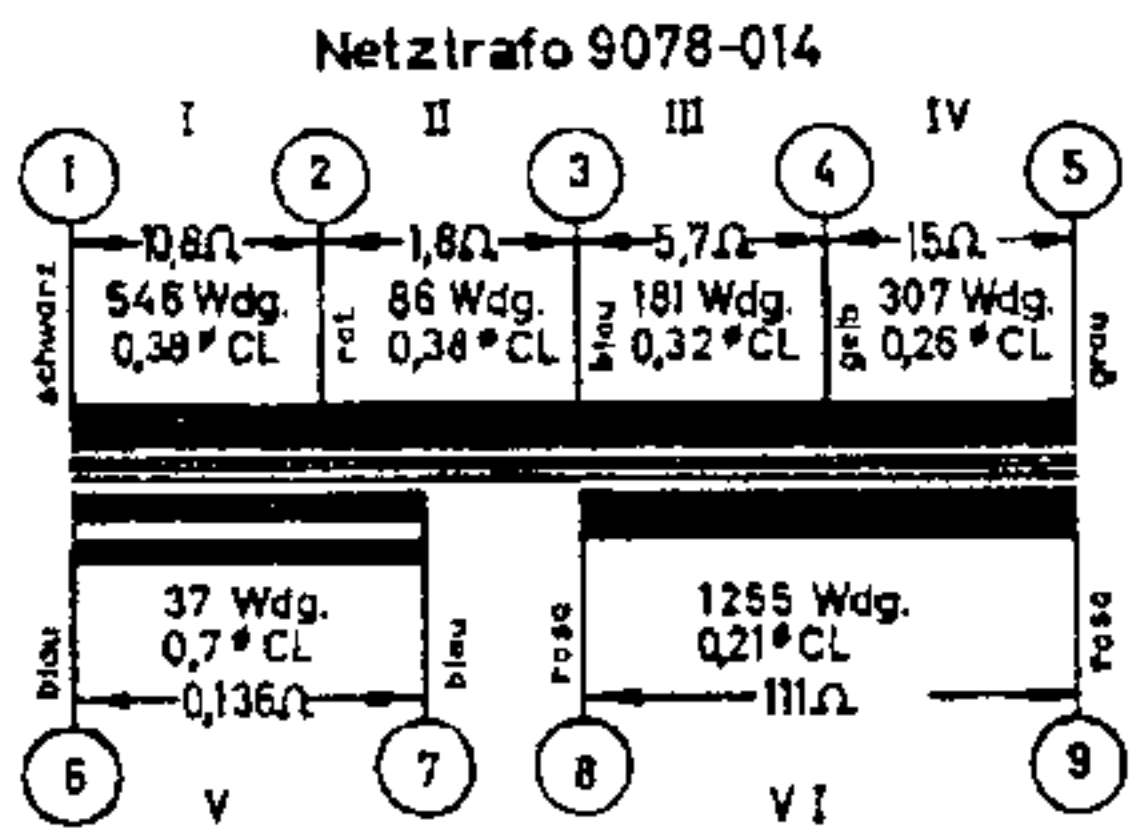 Netztrafo 9078-014
I II III IV
1 2 3 4 5
10,8Ω 1,8Ω 5,7Ω 15Ω
546 Wdg. 86 Wdg. 181 Wdg. 307 Wdg.
0,38 ø CL 0,38 ø CL 0,32 ø CL 0,26 ø CL
schwarz rot blau gelb grau
37 Wdg. 1255 Wdg.
0,7 ø CL 0,21 ø CL
blau blau rosa rosa
0,136Ω 111Ω
6 7 8 9
V VI